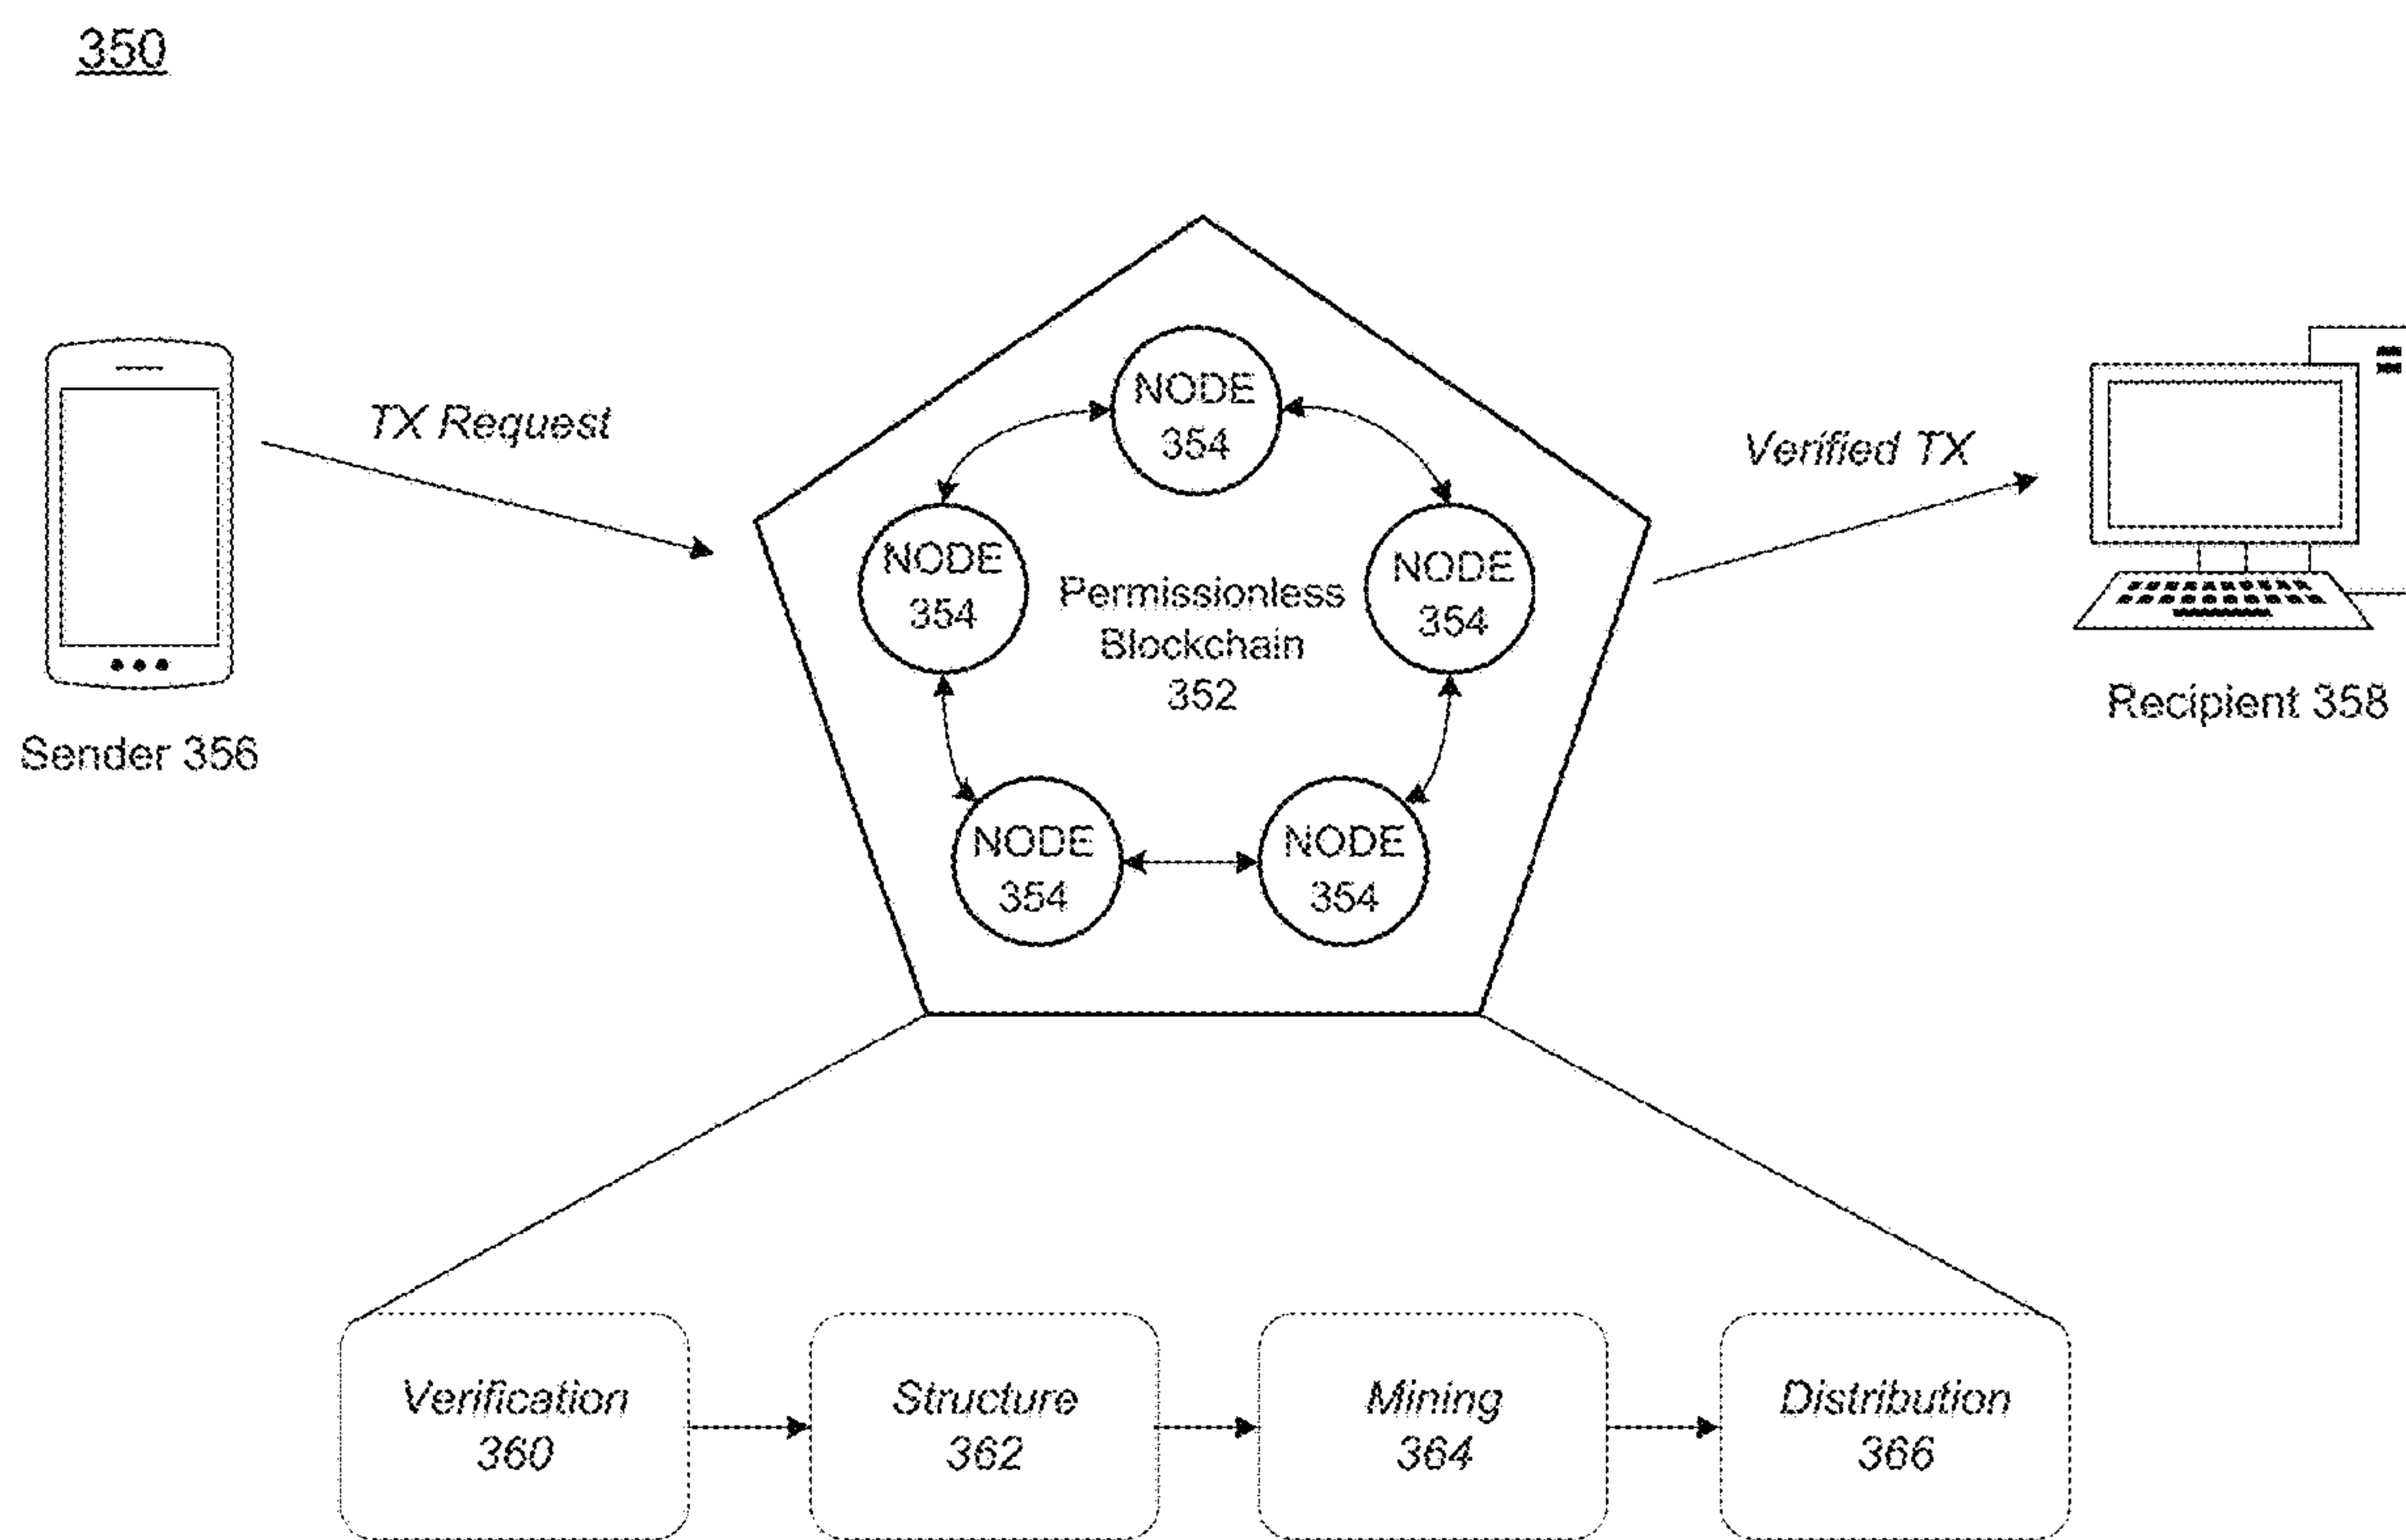 350
TX Request
Verified TX
NODE
354
NODE
354
NODE
354
Permissionless
Blockchain
352
NODE
354
NODE
354
Sender 356
Recipient 358
Verification
360
Structure
362
Mining
364
Distribution
366